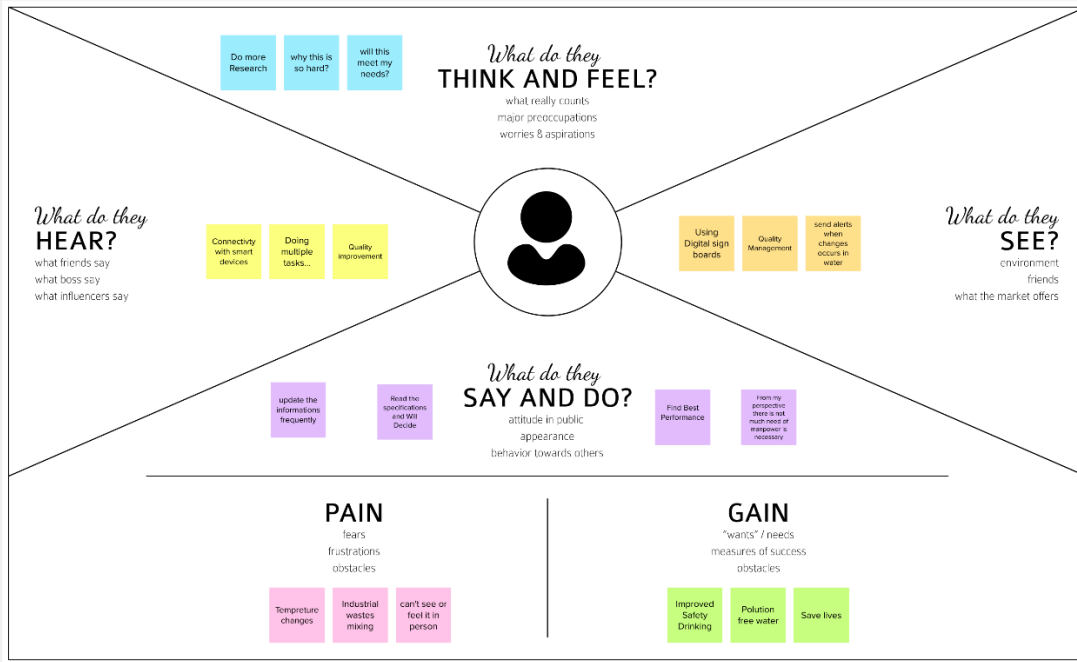 Do more
Research
why this is
so hard?
will this
meet my
needs?
What do they
THINK AND FEEL?
what really counts
major preoccupations
worries & aspirations
What do they
HEAR?
what friends say
what boss say
what influencers say
Connectivty
with smart
devices
Doing
multiple
tasks...
Quality
improvement
Using
Digital sign
boards
Quality
Management
send alerts
when
changes
occurs in
water
What do they
SEE?
environment
friends
what the market offers
update the
informations
frequently
Read the
specifications
and Will
Decide
What do they
SAY AND DO?
attitude in public
appearance
behavior towards others
Find Best
Performance
From my
perspective
there is not
much need of
manpower is
necessary
PAIN
fears
frustrations
obstacles
Tempreture
changes
Industrial
wastes
mixing
can't see or
feel it in
person
GAIN
"wants" / needs
measures of success
obstacles
Improved
Safety
Drinking
Polution
free water
Save lives